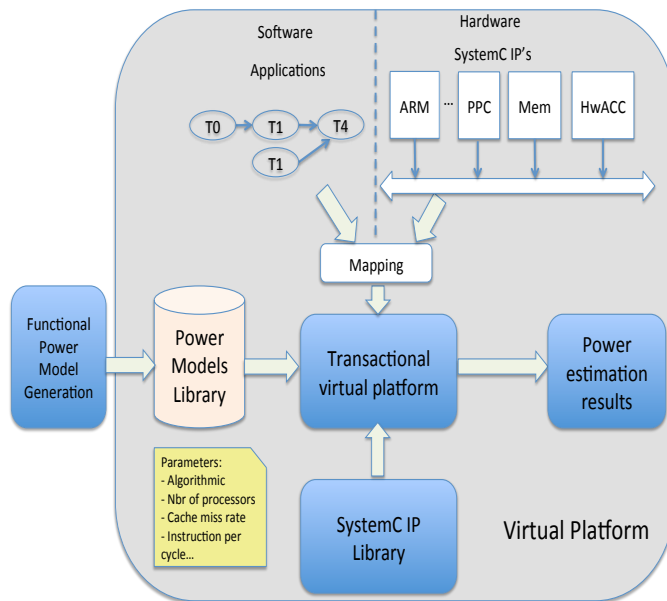 Software
Applications
Hardware
SystemC IP's
ARM
...
PPC
Mem
HwACC
T0
T1
T4
T1
Mapping
Functional
Power
Model
Generation
Power
Models
Library
Transactional
virtual platform
Power
estimation
results
Parameters:
- Algorithmic
- Nbr of processors
- Cache miss rate
- Instruction per
cycle...
SystemC IP
Library
Virtual Platform